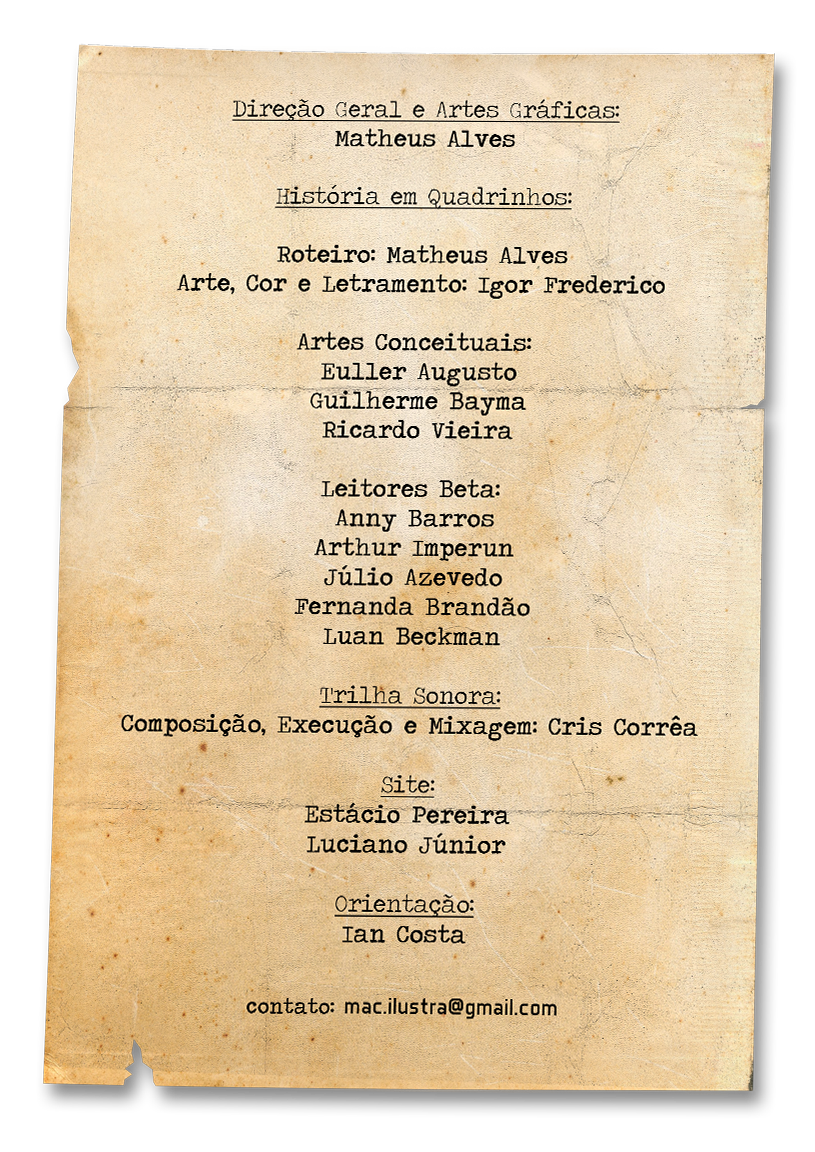 Direção Geral e Artes Gráficas:
Matheus Alves
História em Quadrinhos:
Roteiro: Matheus Alves
Arte, Cor e Letramento: Igor Frederico
Artes Conceituais:
Euller Augusto
Guilherme Bayma
Ricardo Vieira
Leitores Beta:
Anny Barros
Arthur Imperun
Júlio Azevedo
Fernanda Brandão
Luan Beckman
Trilha Sonora:
Composição, Execução e Mixagem: Cris Corrêa
Site:
Estácio Pereira
Luciano Júnior
Orientação:
Ian Costa
contato: mac.ilustra@gmail.com